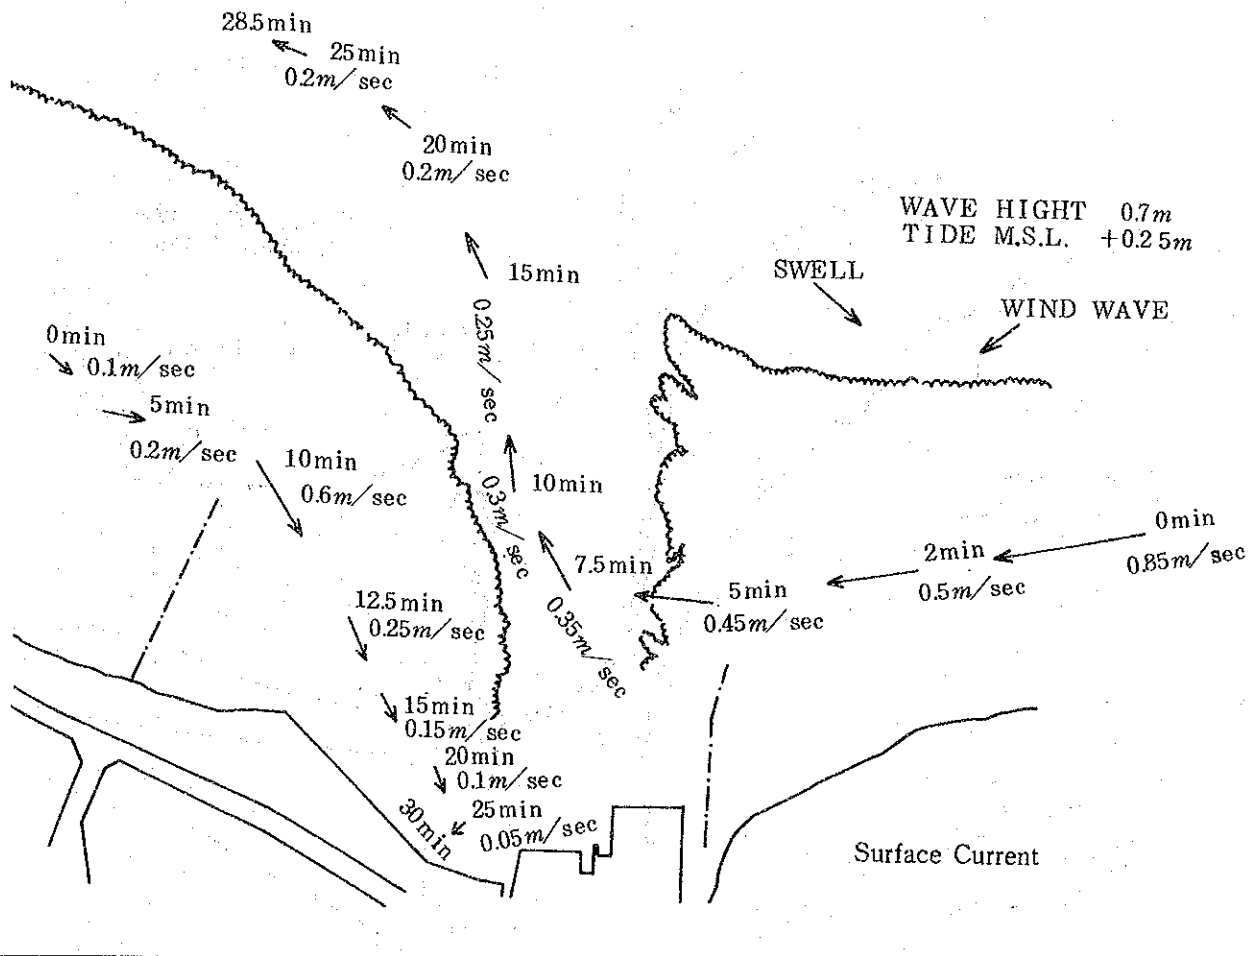 28.5min
25min
0.2m/sec
20min
0.2m/sec
WAVE HIGHT 0.7m
TIDE M.S.L. +0.25m
15min
SWELL
WIND WAVE
0.25m/sec
0min
0.1m/sec
5min
0.2m/sec
10min
0.6m/sec
10min
0.3m/sec
0min
0.85m/sec
2min
0.5m/sec
7.5min
5min
0.45m/sec
0.35m/sec
12.5min
0.25m/sec
15min
0.15m/sec
20min
0.1m/sec
25min
0.05m/sec
30min
Surface Current